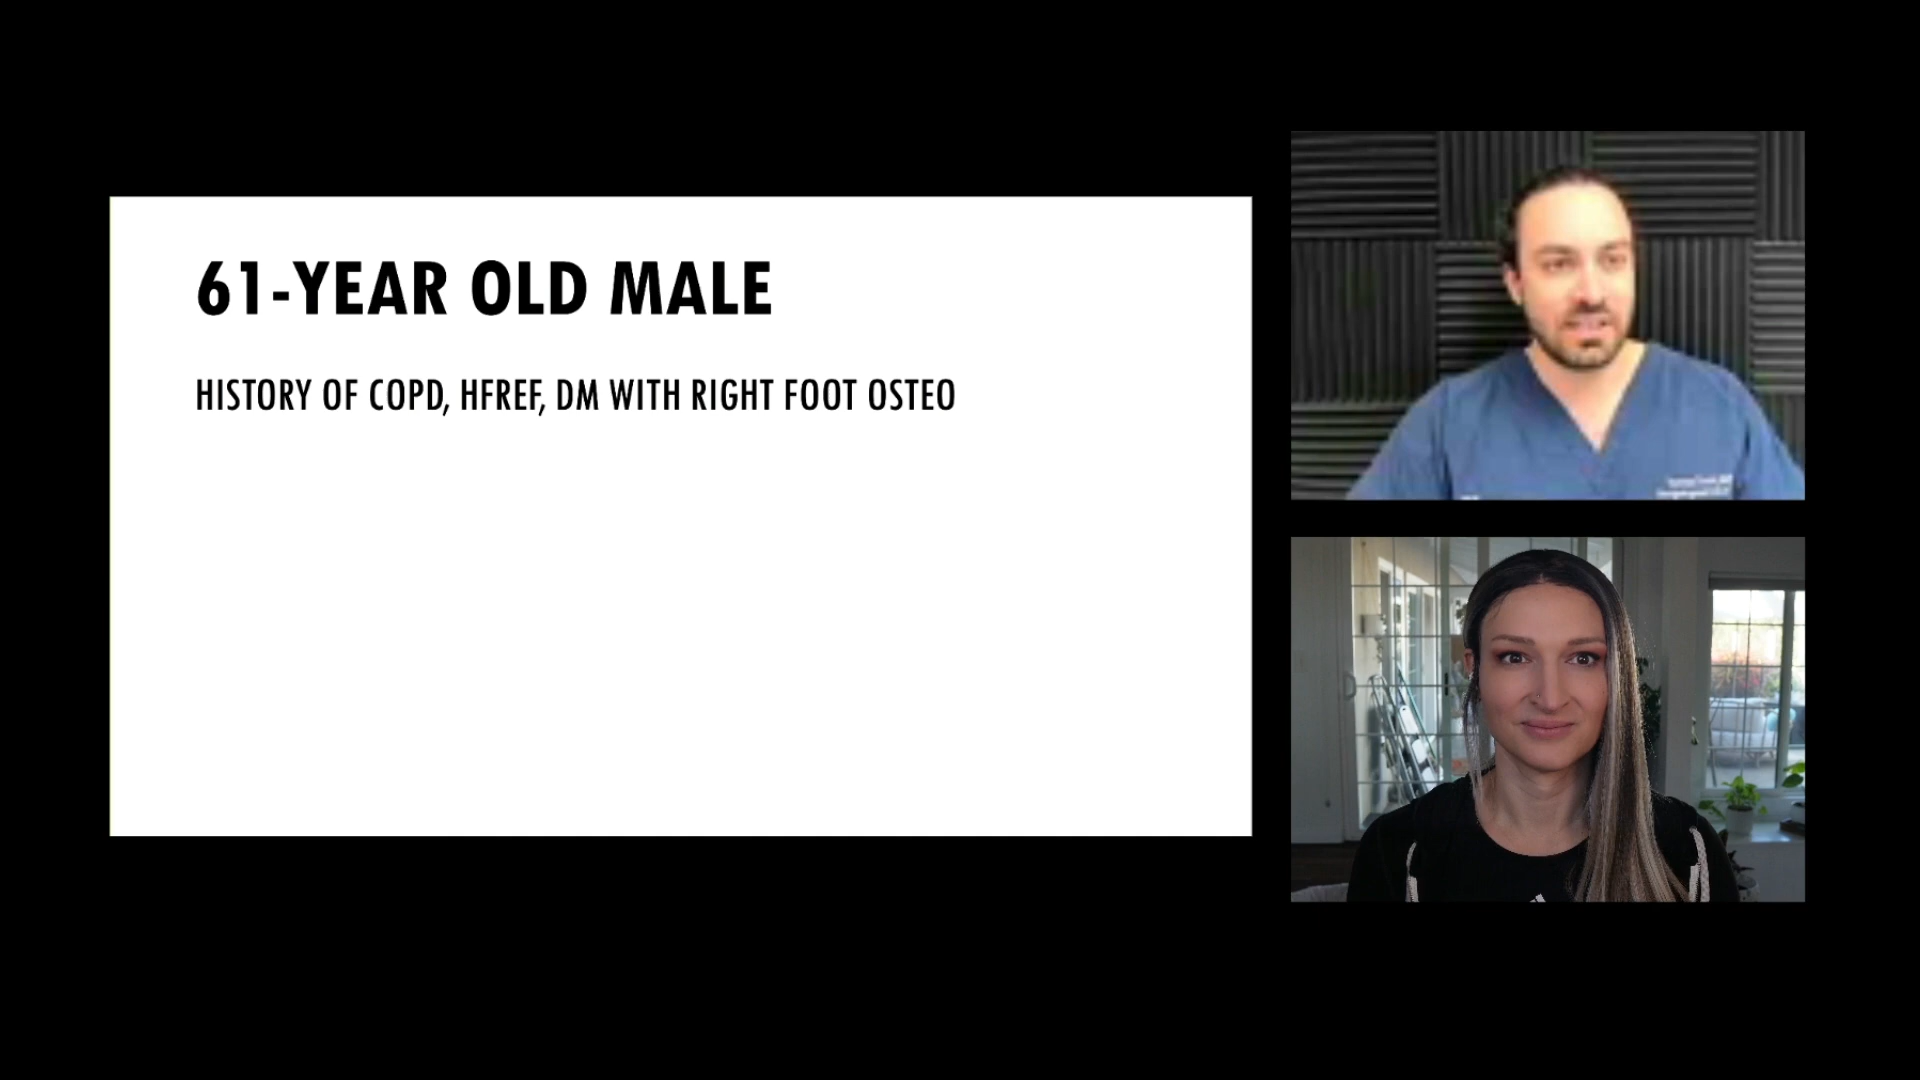 61-YEAR OLD MALE
HISTORY OF COPD, HFREF, DM WITH RIGHT FOOT OSTEO